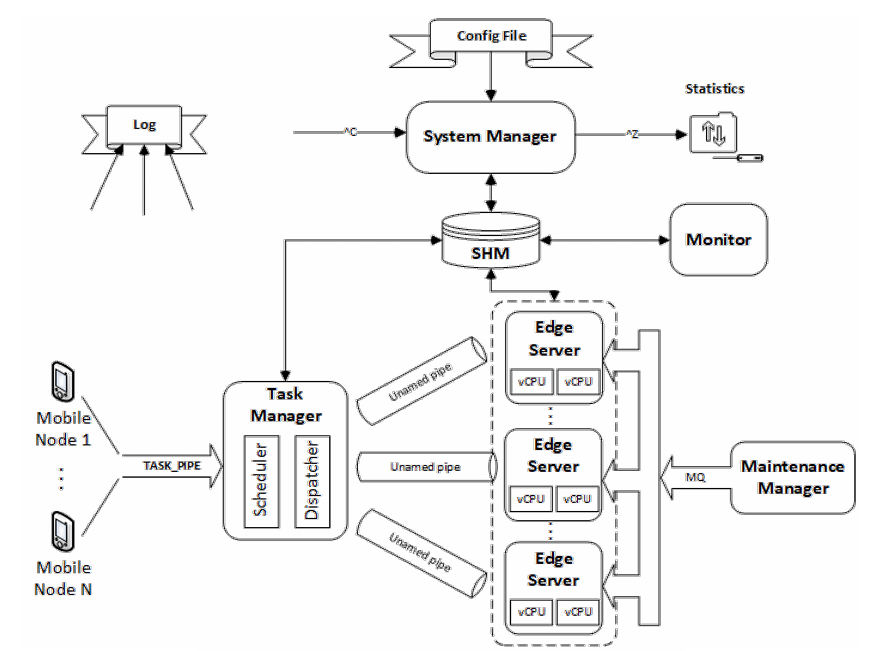 Config File
Statistics
Log
^C
System Manager
^Z
SHM
Monitor
Edge
Server
vCPU vCPU
Unamed pipe
Task
Manager
Scheduler
Dispatcher
Mobile
Node 1
TASK_PIPE
Unamed pipe
Edge
Server
vCPU vCPU
MQ
Maintenance
Manager
Mobile
Node N
Unamed pipe
Edge
Server
vCPU vCPU